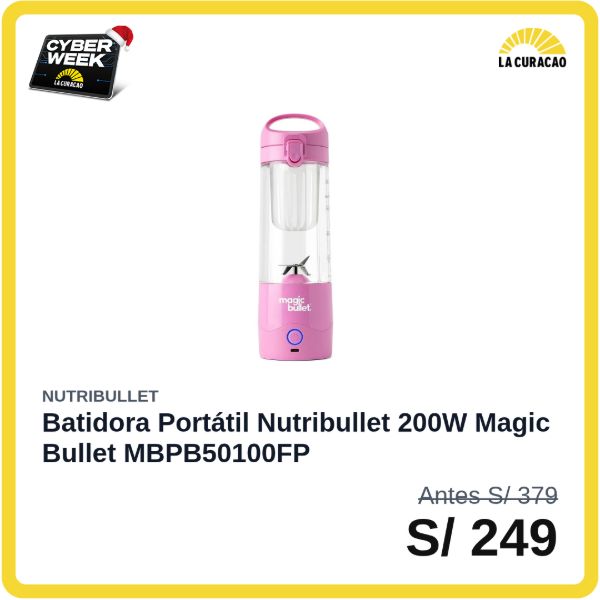 CYBER
WEEK
LA CURACAO
LA CURACAO
magic
bullet
NUTRIBULLET
Batidora Portátil Nutribullet 200W Magic
Bullet MBPB50100FP
Antes S/ 379
S/ 249